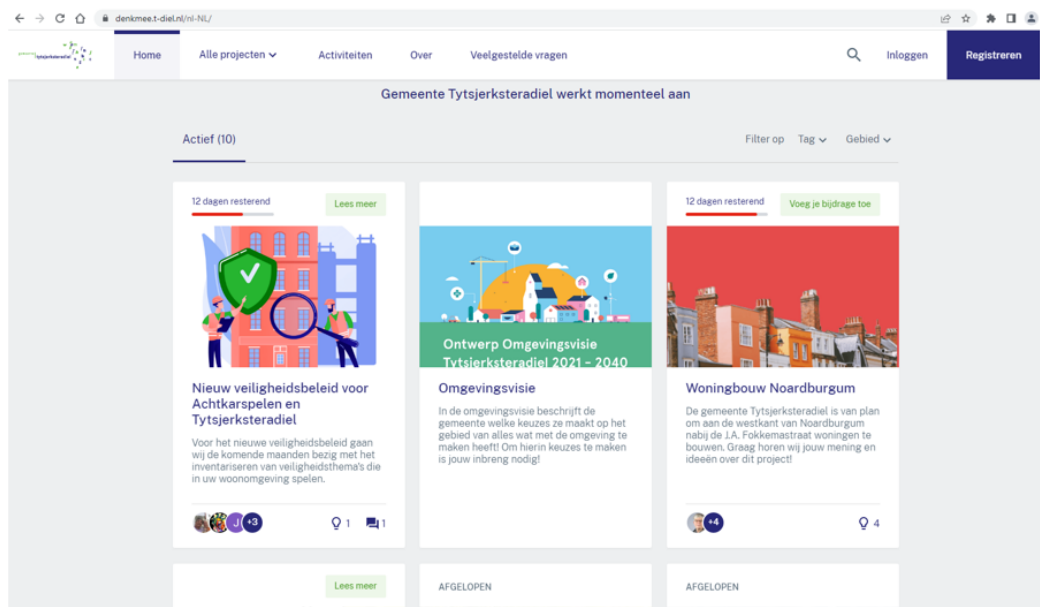 denkmee.t-diel.nl/nl-NL/
tytsjerksteradiel
Home
Alle projecten
Activiteiten
Over
Veelgestelde vragen
Inloggen
Registreren
Gemeente Tytsjerksteradiel werkt momenteel aan
Actief (10)
Filter op
Tag
Gebied
12 dagen resterend
Lees meer
Nieuw veiligheidsbeleid voor
Achtkarspelen en
Tytsjerksteradiel
Voor het nieuwe veiligheidsbeleid gaan
wij de komende maanden bezig met het
inventariseren van veiligheidsthema's die
in uw woonomgeving spelen.
J
+3
1
1
Ontwerp Omgevingsvisie
Tytsjerksteradiel 2021 - 2040
Omgevingsvisie
In de omgevingsvisie beschrijft de
gemeente welke keuzes ze maakt op het
gebied van alles wat met de omgeving te
maken heeft! Om hierin keuzes te maken
is jouw inbreng nodig!
12 dagen resterend
Voeg je bijdrage toe
Woningbouw Noardburgum
De gemeente Tytsjerksteradiel is van plan
om aan de westkant van Noardburgum
nabij de J.A. Fokkemastraat woningen te
bouwen. Graag horen wij jouw mening en
ideeën over dit project!
+4
4
Lees meer
AFGELOPEN
AFGELOPEN